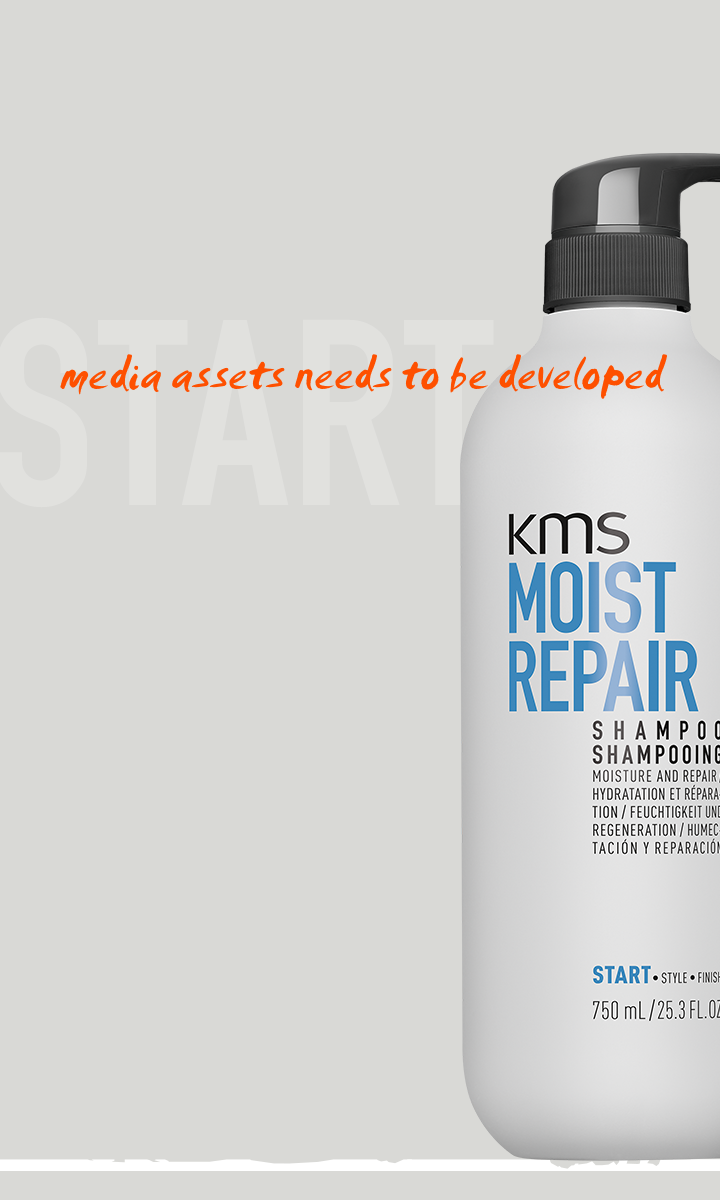 START
media assets needs to be developed
KMS
MOIST
REPAIR
SHAMPOO
SHAMPOOING
MOISTURE AND REPAIR /
HYDRATATION ET RÉPARA-
TION / FEUCHTIGKEIT UND
REGENERATION / HUMEC-
TACIÓN Y REPARACIÓN
START • STYLE • FINISH
750 mL/25.3 FL.OZ